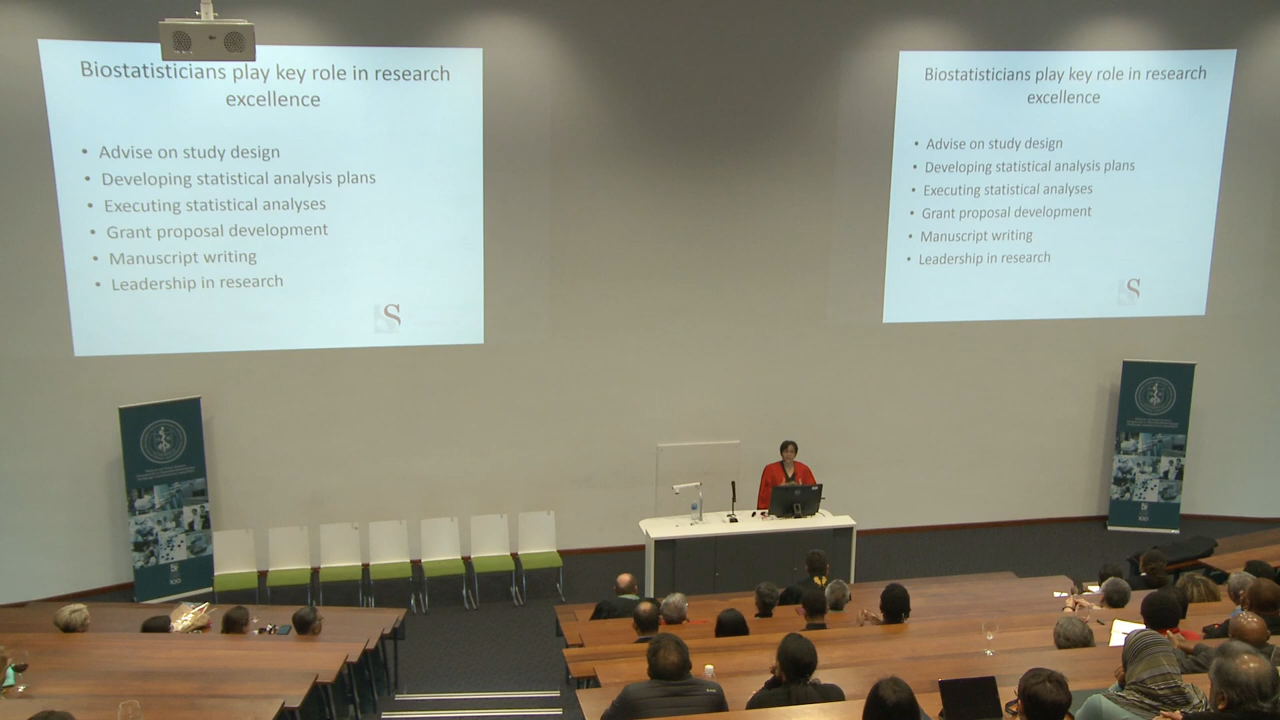 Biostatisticians play key role in research
excellence
• Advise on study design
• Developing statistical analysis plans
• Executing statistical analyses
• Grant proposal development
• Manuscript writing
• Leadership in research
S
Biostatisticians play key role in research
excellence
• Advise on study design
• Developing statistical analysis plans
• Executing statistical analyses
• Grant proposal development
• Manuscript writing
• Leadership in research
S